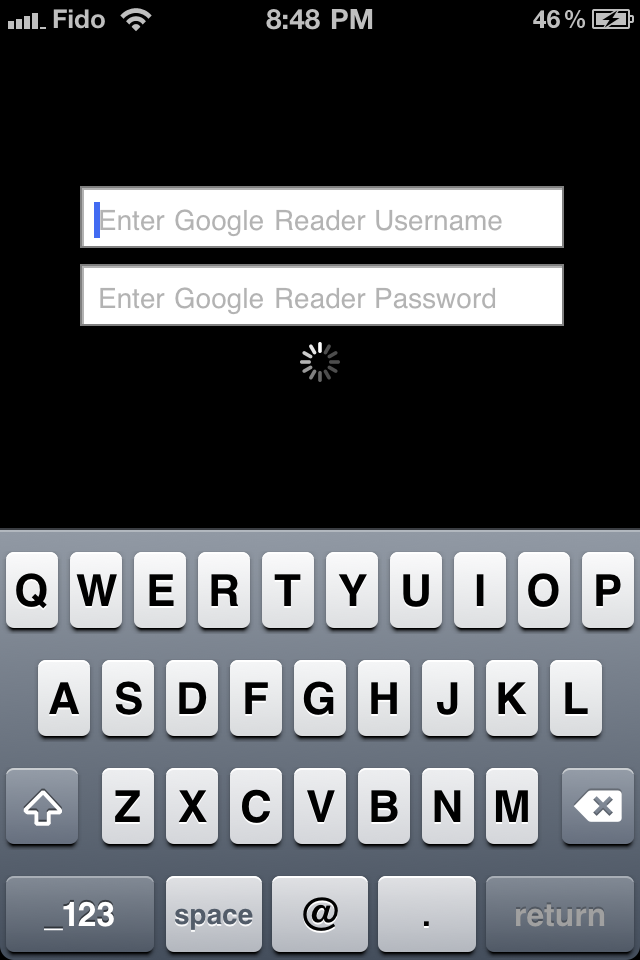 Fido 8:48 PM 46%
Enter Google Reader Username
Enter Google Reader Password
Q W E R T Y U I O P
A S D F G H J K L
Z X C V B N M
_123 space @ . return